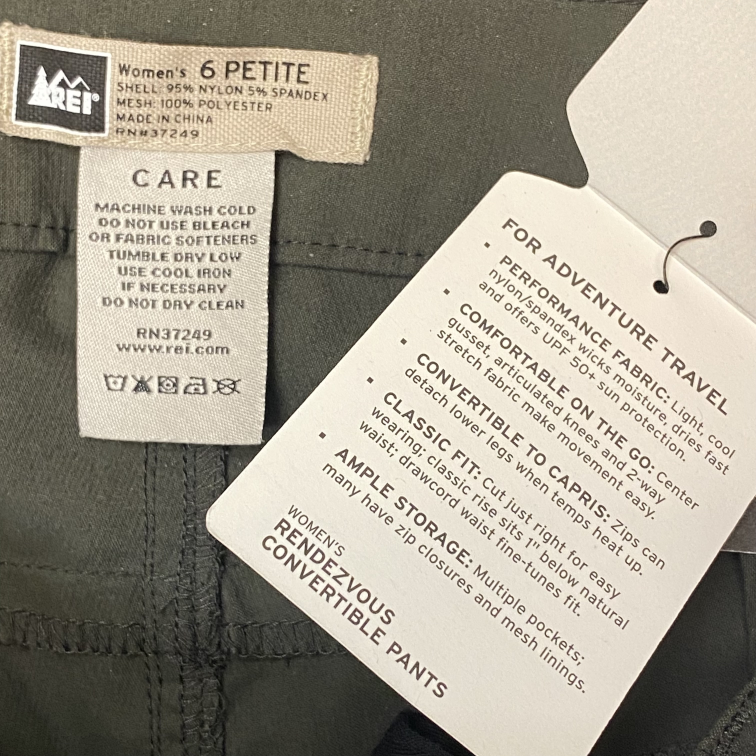 REI®
Women's 6 PETITE
SHELL: 95% NYLON 5% SPANDEX
MESH: 100% POLYESTER
MADE IN CHINA
RN#37249
CARE
MACHINE WASH COLD
DO NOT USE BLEACH
OR FABRIC SOFTENERS
TUMBLE DRY LOW
USE COOL IRON
IF NECESSARY
DO NOT DRY CLEAN
RN37249
www.rei.com
FOR ADVENTURE TRAVEL
▪ PERFORMANCE FABRIC: Light, cool
nylon/spandex wicks moisture, dries fast
and offers UPF 50+ sun protection.
▪ COMFORTABLE ON THE GO: Center
gusset, articulated knees and 2-way
stretch fabric make movement easy.
▪ CONVERTIBLE TO CAPRIS: Zips can
detach lower legs when temps heat up.
▪ CLASSIC FIT: Cut just right for easy
wearing; classic rise sits 1" below natural
waist; drawcord waist fine-tunes fit.
▪ AMPLE STORAGE: Multiple pockets;
many have zip closures and mesh linings.
WOMEN'S
RENDEZVOUS
CONVERTIBLE PANTS